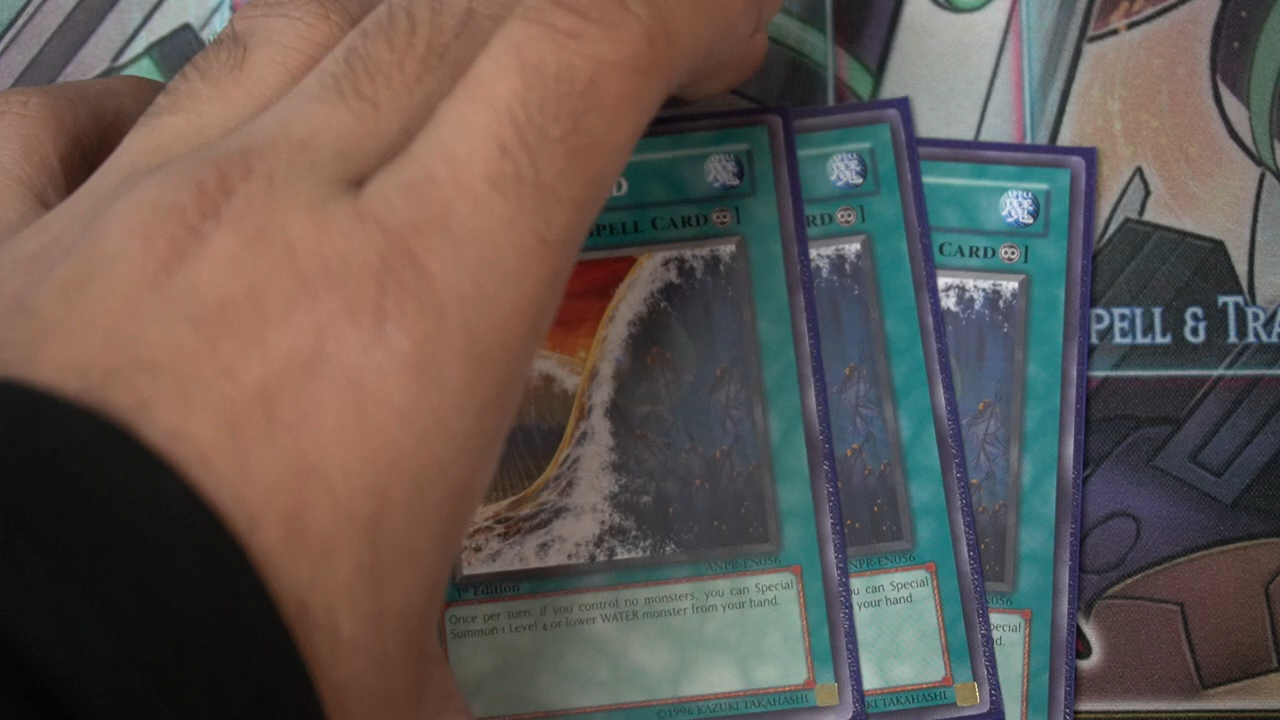 D
SPELL CARD ]
ANPR-EN056
1st Edition
Once per turn, if you control no monsters, you can Special
Summon 1 Level 4 or lower WATER monster from your hand.
©1996 KAZUKI TAKAHASHI
RD ]
NPR-EN056
u can Special
your hand.
KI TAKAHASHI
CARD ]
N056
pecial
d.
PELL & TRA